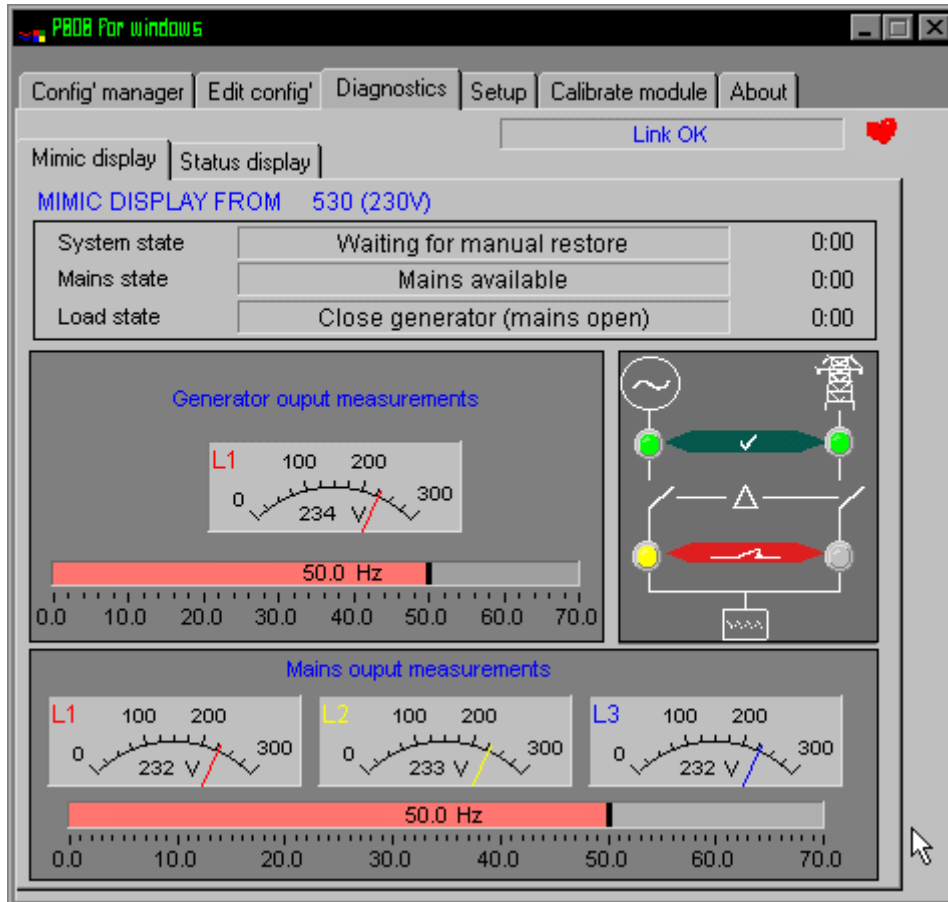 P808 For windows
Config' manager Edit config' Diagnostics Setup Calibrate module About
Link OK
Mimic display Status display
MIMIC DISPLAY FROM 530 (230V)
System state Waiting for manual restore 0:00
Mains state Mains available 0:00
Load state Close generator (mains open) 0:00
Generator ouput measurements
L1 100 200
0 300
234 V
50.0 Hz
0.0 10.0 20.0 30.0 40.0 50.0 60.0 70.0
Mains ouput measurements
L1 100 200
0 300
232 V
L2 100 200
0 300
233 V
L3 100 200
0 300
232 V
50.0 Hz
0.0 10.0 20.0 30.0 40.0 50.0 60.0 70.0